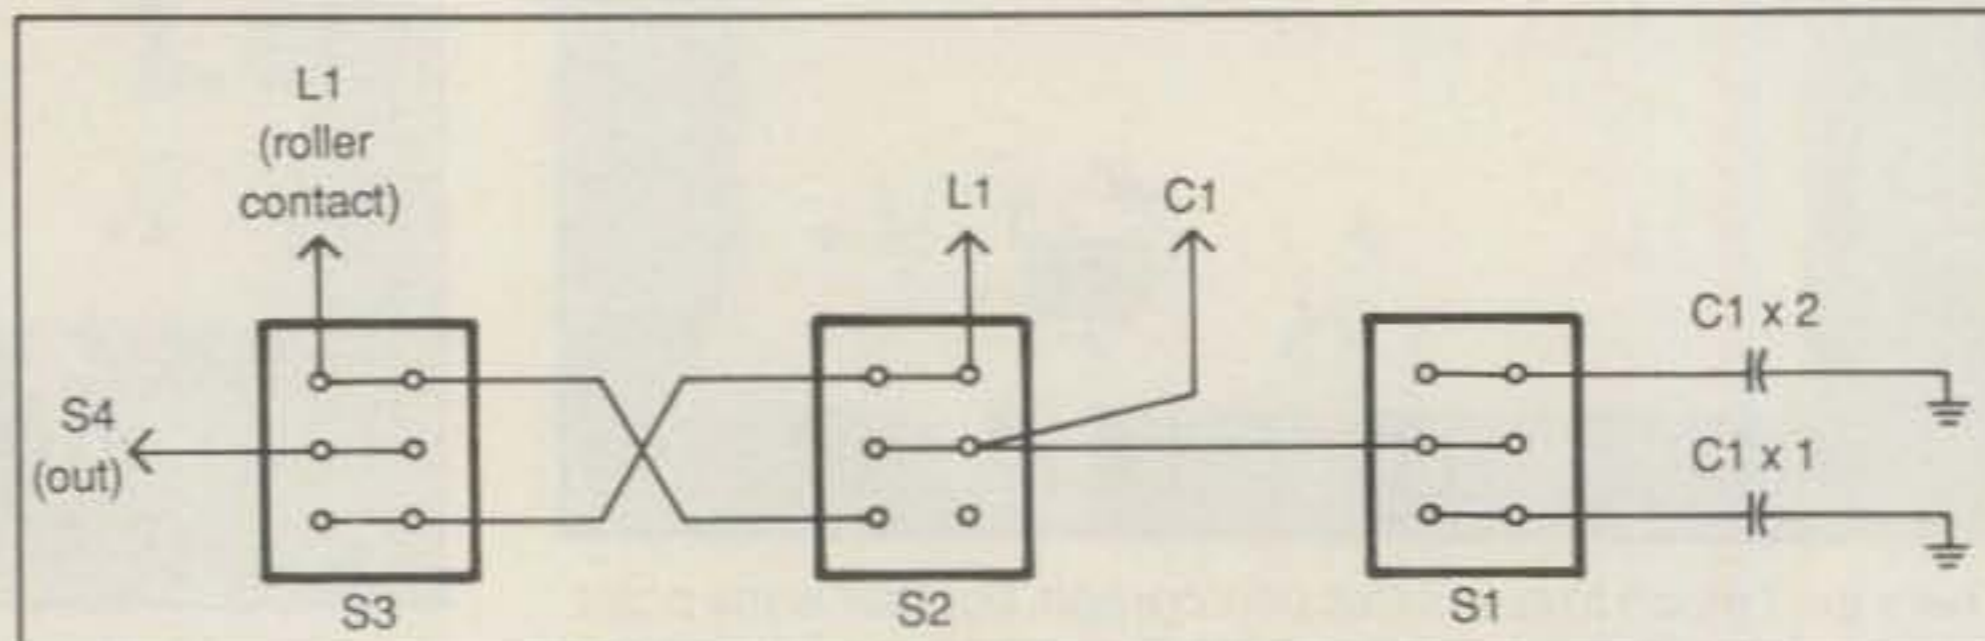 L1
(roller
contact)
L1
C1
C1 x 2
S4
(out)
C1 x 1
S3
S2
S1